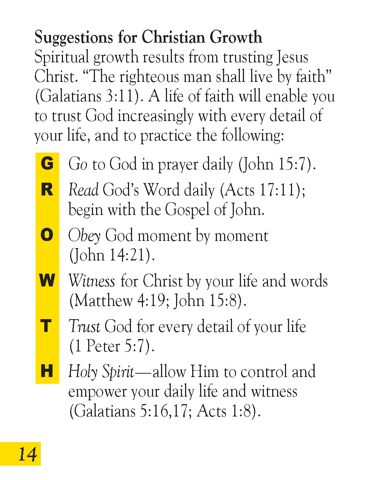 Suggestions for Christian Growth
Spiritual growth results from trusting Jesus
Christ. “The righteous man shall live by faith”
(Galatians 3:11). A life of faith will enable you
to trust God increasingly with every detail of
your life, and to practice the following:
G Go to God in prayer daily (John 15:7).
R Read God’s Word daily (Acts 17:11);
begin with the Gospel of John.
O Obey God moment by moment
(John 14:21).
W Witness for Christ by your life and words
(Matthew 4:19; John 15:8).
T Trust God for every detail of your life
(1 Peter 5:7).
H Holy Spirit—allow Him to control and
empower your daily life and witness
(Galatians 5:16,17; Acts 1:8).
14